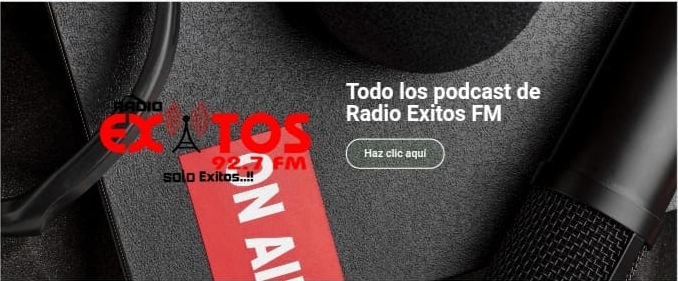 RADIO
EXITOS
92.7 FM
solo Exitos..!!
ON AI
Todo los podcast de
Radio Exitos FM
Haz clic aquí